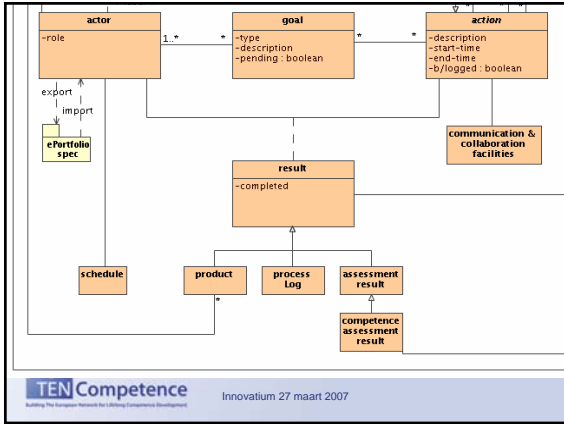 actor
-role
1..*
*
goal
-type
-description
-pending : boolean
*
*
action
-description
-start-time
-end-time
-b/logged : boolean
export
import
ePortfolio
spec
communication &
collaboration
facilities
result
-completed
schedule
product
process
Log
assessment
result
*
competence
assessment
result
TENCompetence
Building The European Network for Lifelong Competence Development
Innovatium 27 maart 2007